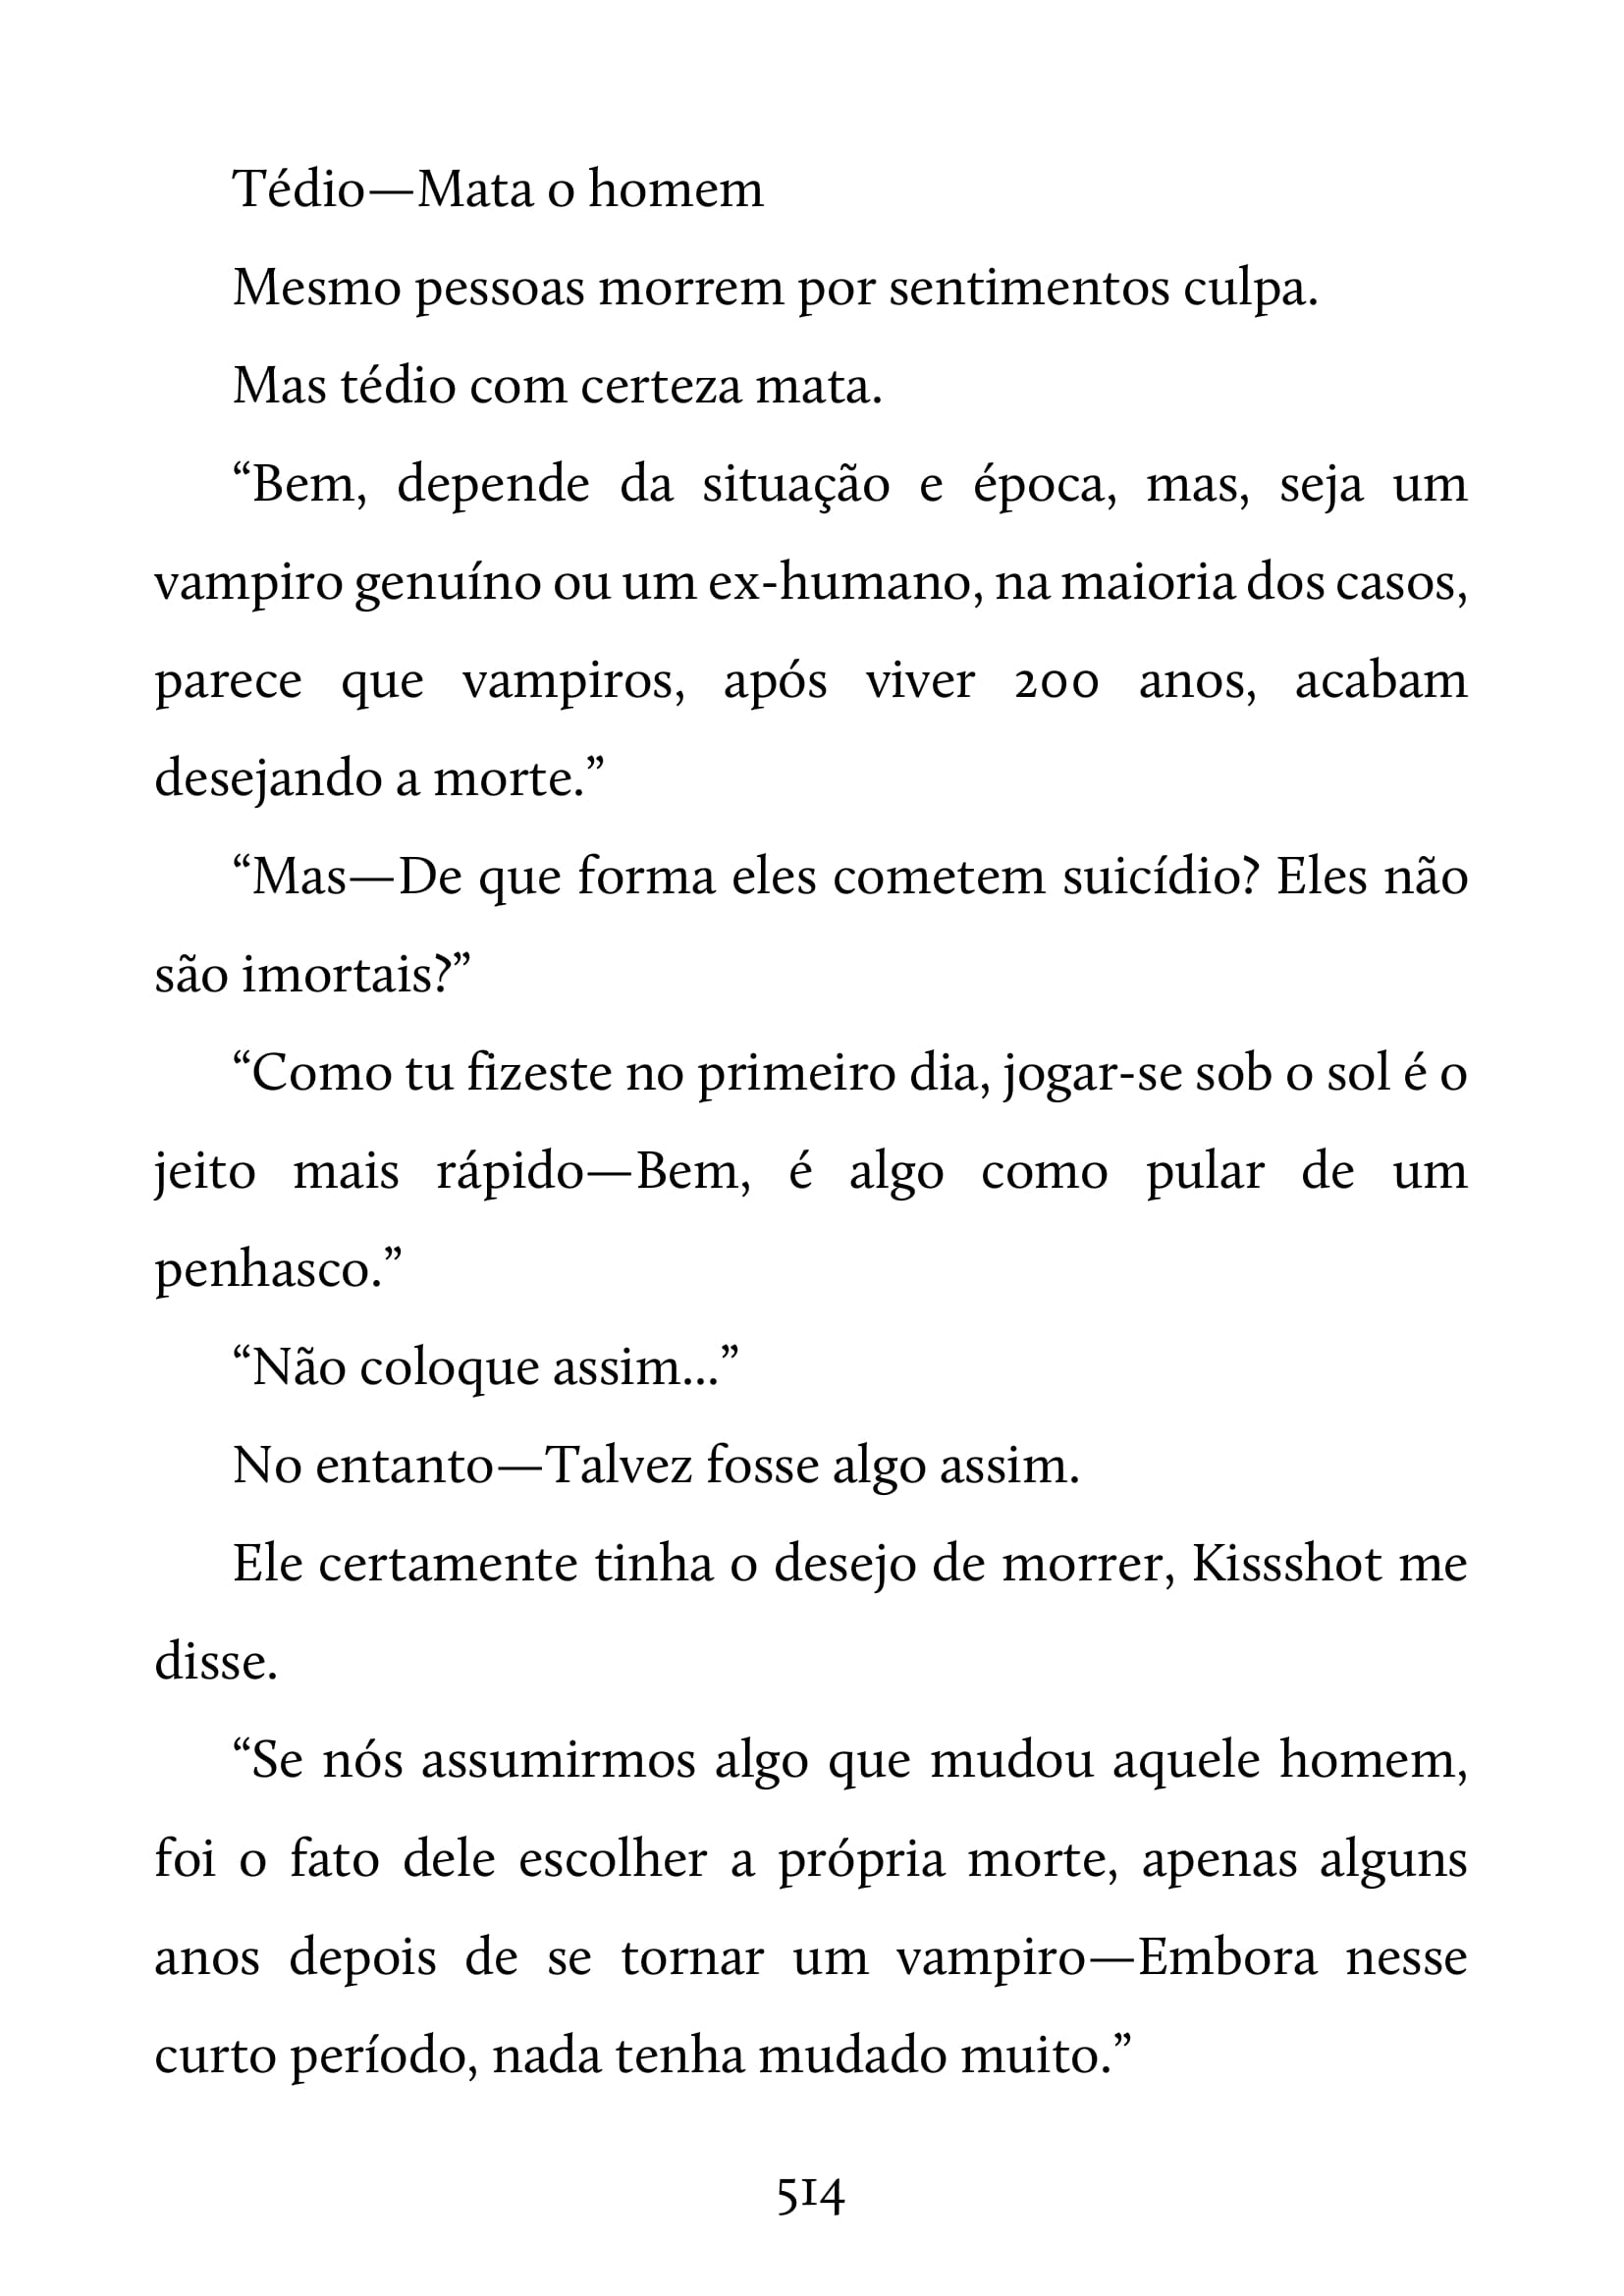 Tédio—Mata o homem
Mesmo pessoas morrem por sentimentos culpa.
Mas tédio com certeza mata.
“Bem, depende da situação e época, mas, seja um
vampiro genuíno ou um ex-humano, na maioria dos casos,
parece que vampiros, após viver 200 anos, acabam
desejando a morte.”
“Mas—De que forma eles cometem suicídio? Eles não
são imortais?”
“Como tu fizeste no primeiro dia, jogar-se sob o sol é o
jeito mais rápido—Bem, é algo como pular de um
penhasco.”
“Não coloque assim...”
No entanto—Talvez fosse algo assim.
Ele certamente tinha o desejo de morrer, Kissshot me
disse.
“Se nós assumirmos algo que mudou aquele homem,
foi o fato dele escolher a própria morte, apenas alguns
anos depois de se tornar um vampiro—Embora nesse
curto período, nada tenha mudado muito.”
514